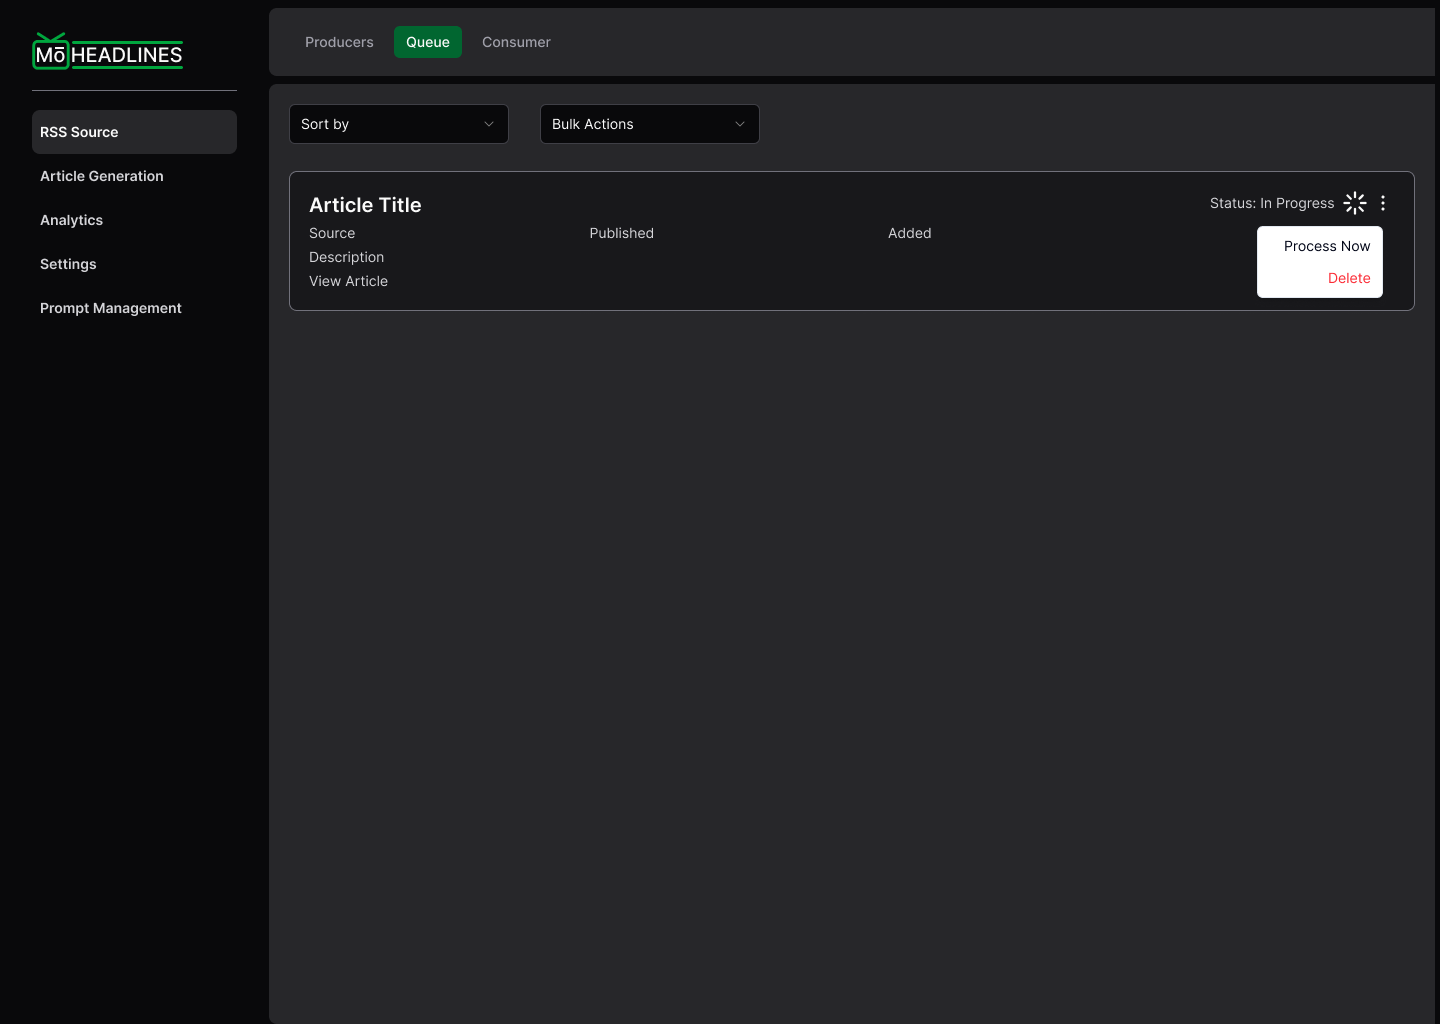 Mō HEADLINES
RSS Source
Article Generation
Analytics
Settings
Prompt Management
Producers Queue Consumer
Sort by Bulk Actions
Article Title Status: In Progress
Source Published Added
Description
View Article
Process Now
Delete